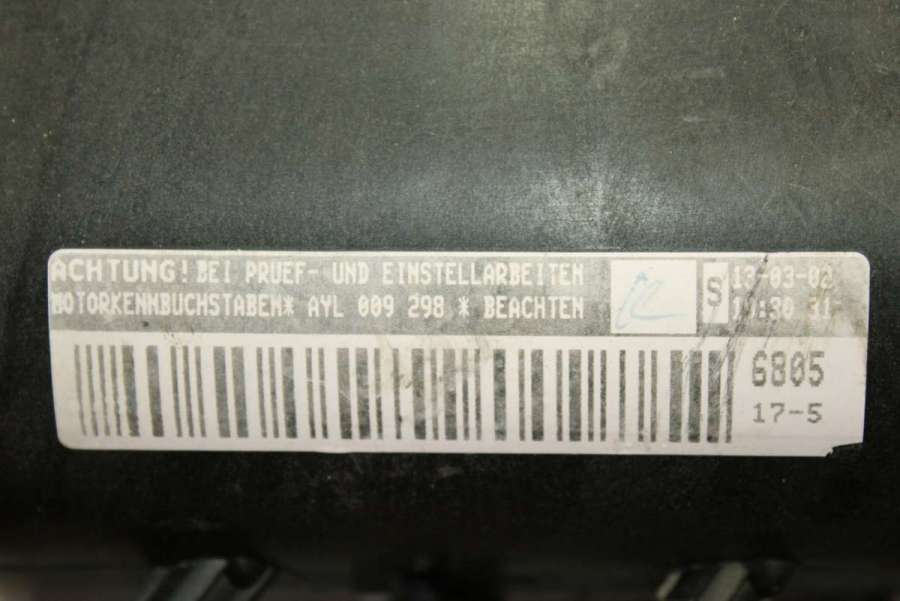 ACHTUNG! BEI PRUEF- UND EINSTELLARBEITEN
MOTORKENNBUCHSTABEN* AYL 009 298 * BEACHTEN
S
13-03-02
6805
17-5